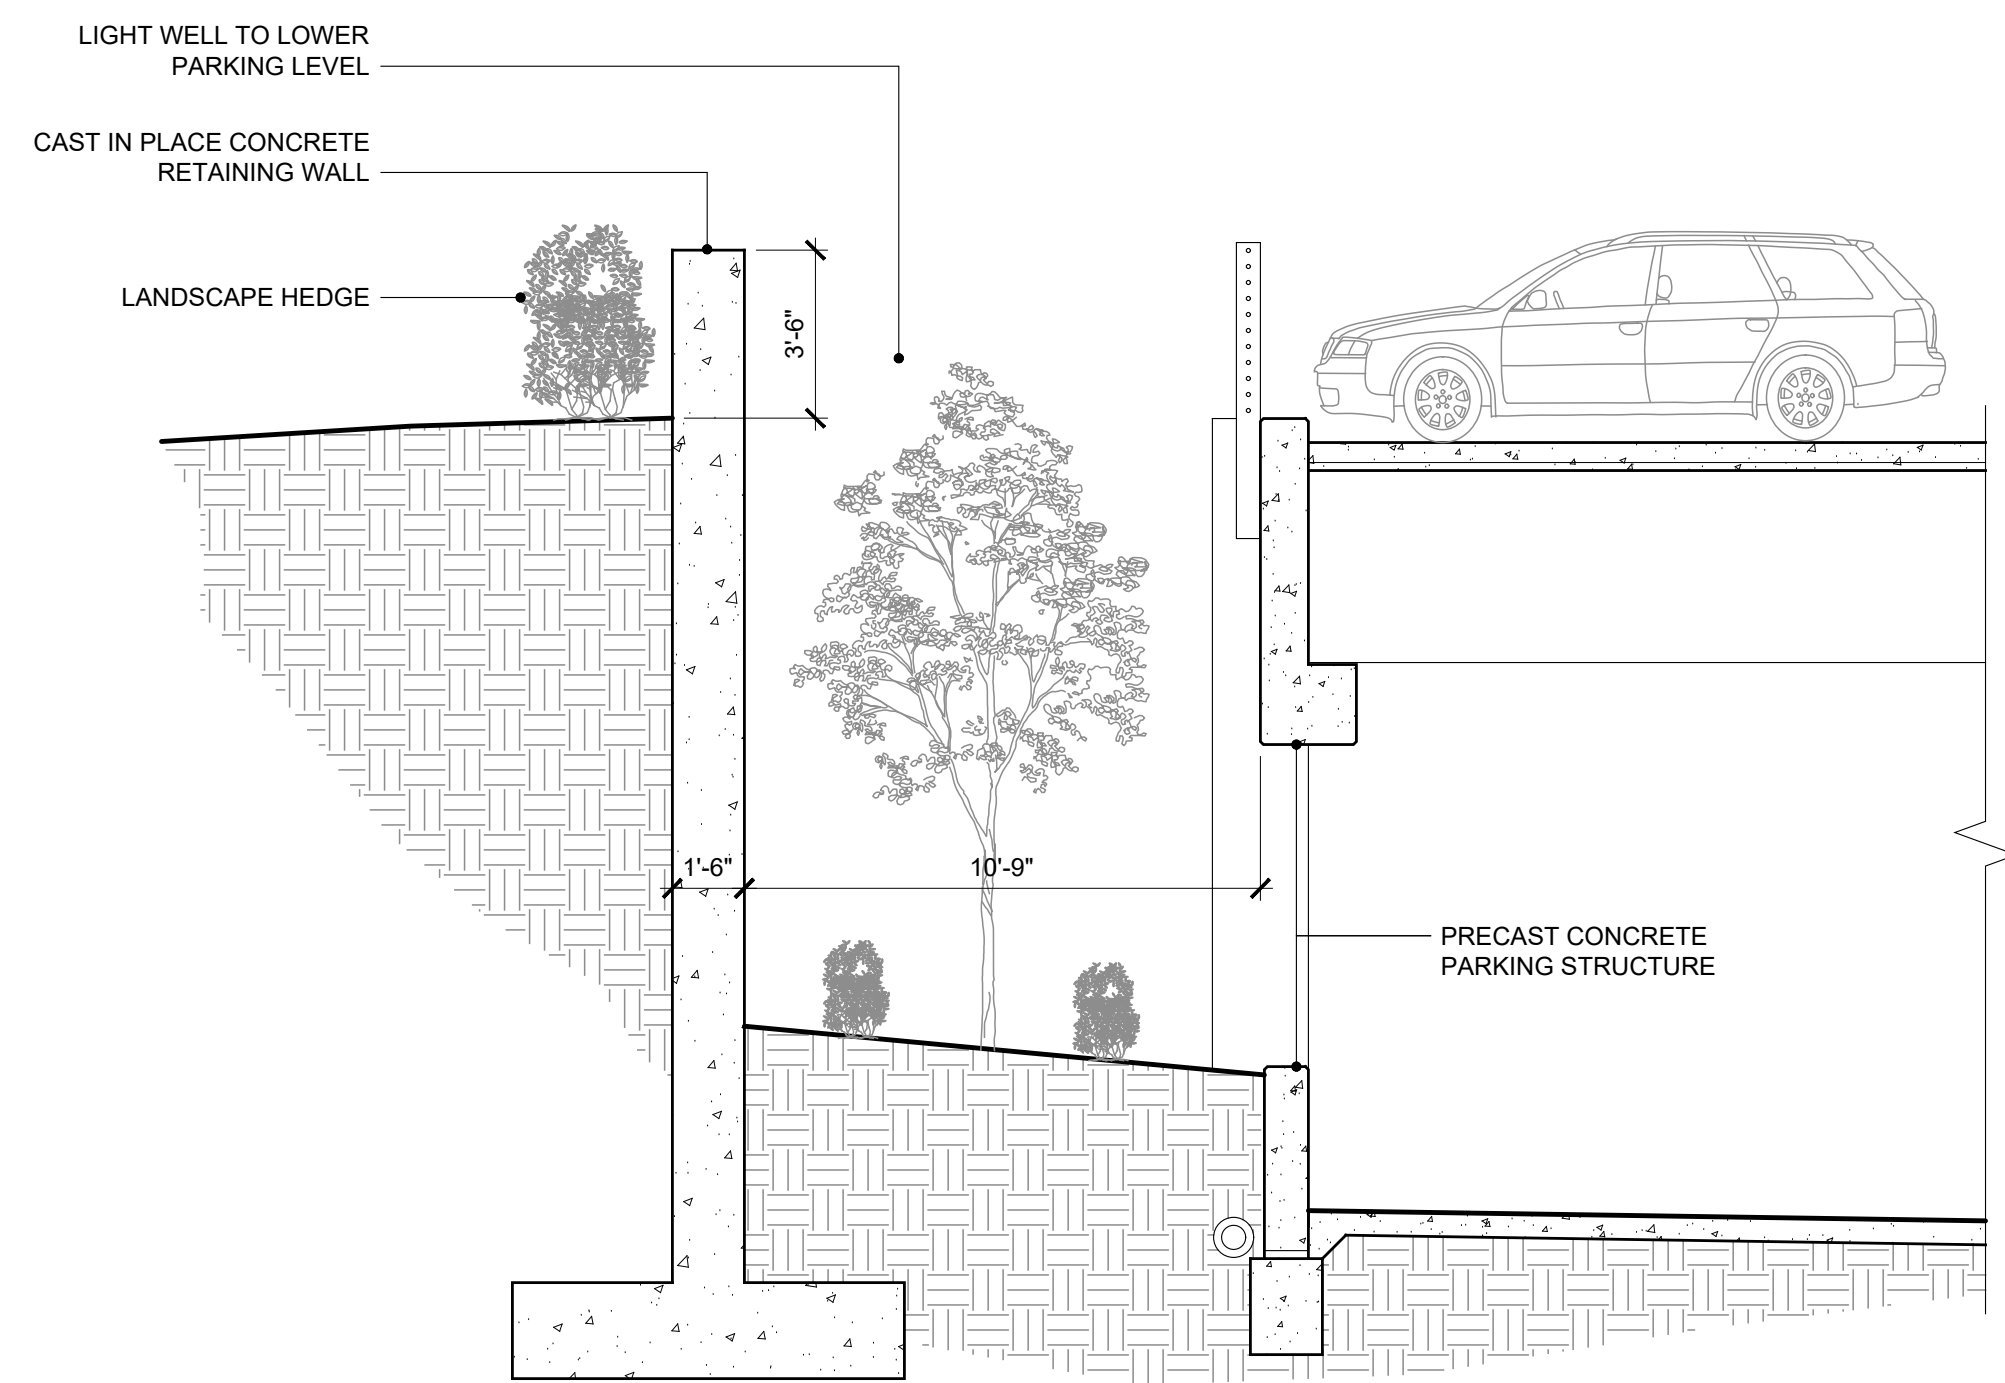 LIGHT WELL TO LOWER
PARKING LEVEL
CAST IN PLACE CONCRETE
RETAINING WALL
LANDSCAPE HEDGE
3'-6"
1'-6"
10'-9"
PRECAST CONCRETE
PARKING STRUCTURE